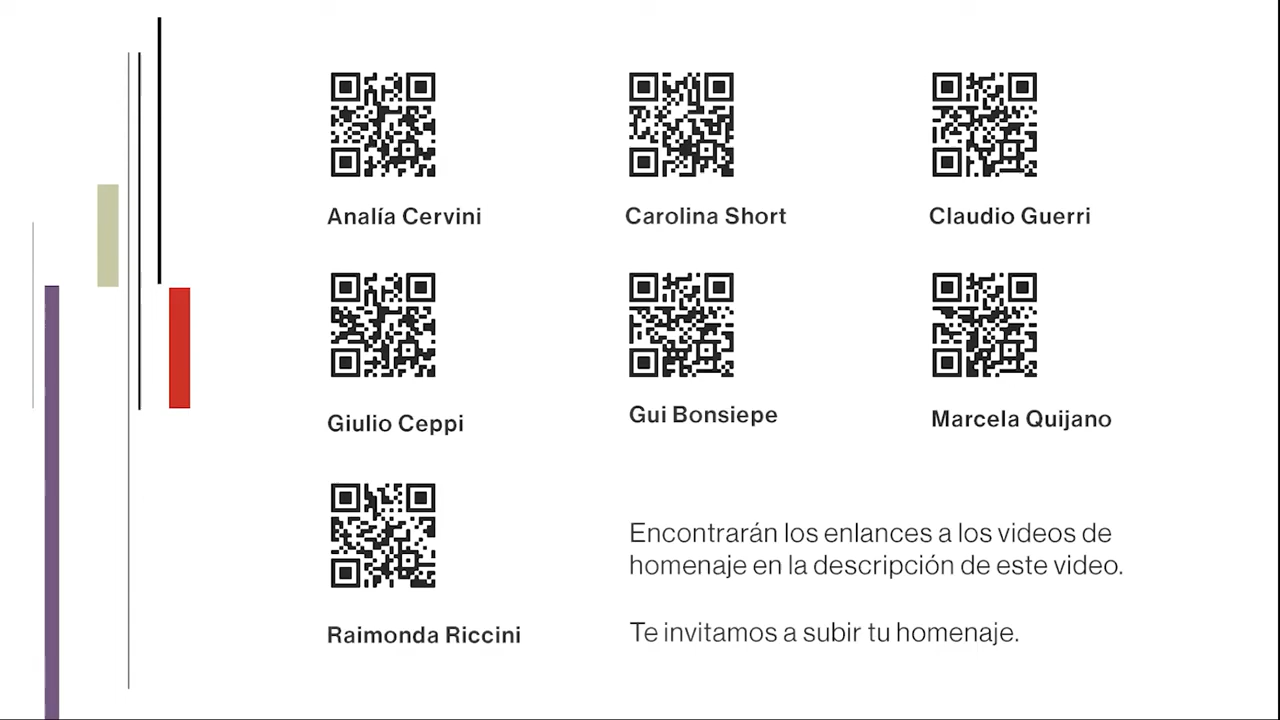 Analía Cervini
Carolina Short
Claudio Guerri
Giulio Ceppi
Gui Bonsiepe
Marcela Quijano
Raimonda Riccini
Encontrarán los enlances a los videos de
homenaje en la descripción de este video.
Te invitamos a subir tu homenaje.